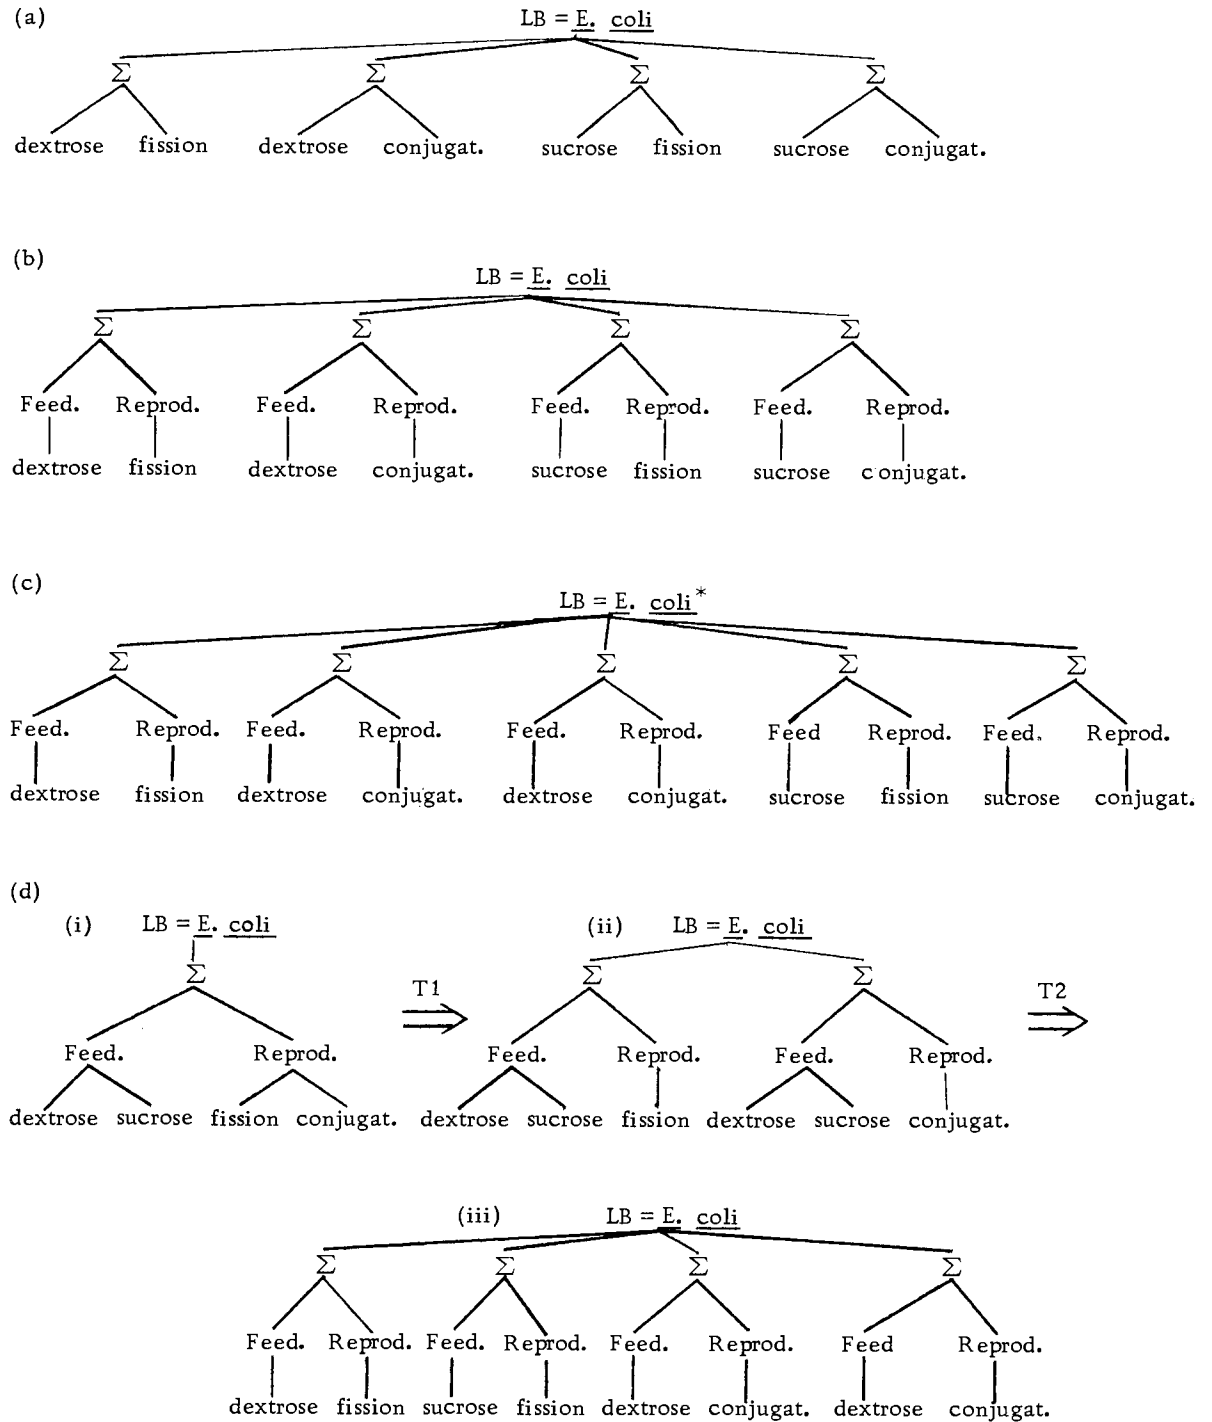 (a) LB = E. coli
Σ Σ Σ Σ
dextrose fission dextrose conjugat. sucrose fission sucrose conjugat.
(b) LB = E. coli
Σ Σ Σ Σ
Feed. Reprod. Feed. Reprod. Feed. Reprod. Feed. Reprod.
dextrose fission dextrose conjugat. sucrose fission sucrose conjugat.
(c) LB = E. coli*
Σ Σ Σ Σ Σ
Feed. Reprod. Feed. Reprod. Feed. Reprod. Feed Reprod. Feed. Reprod.
dextrose fission dextrose conjugat. dextrose conjugat. sucrose fission sucrose conjugat.
(d)
(i) LB = E. coli (ii) LB = E. coli
Σ Σ Σ
T1 T2
Feed. Reprod. Feed. Reprod. Feed. Reprod.
dextrose sucrose fission conjugat. dextrose sucrose fission dextrose sucrose conjugat.
(iii) LB = E. coli
Σ Σ Σ Σ
Feed. Reprod. Feed. Reprod. Feed. Reprod. Feed Reprod.
dextrose fission sucrose fission dextrose conjugat. dextrose conjugat.